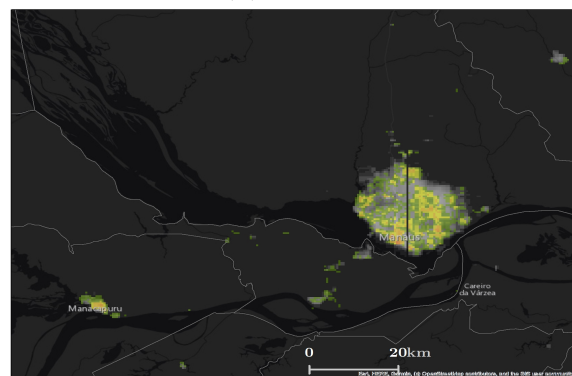 Manaus
Careiro
da Várzea
Manacapuru
0 20km
Esri, HERE, Garmin, (c) OpenStreetMap contributors, and the GIS user community